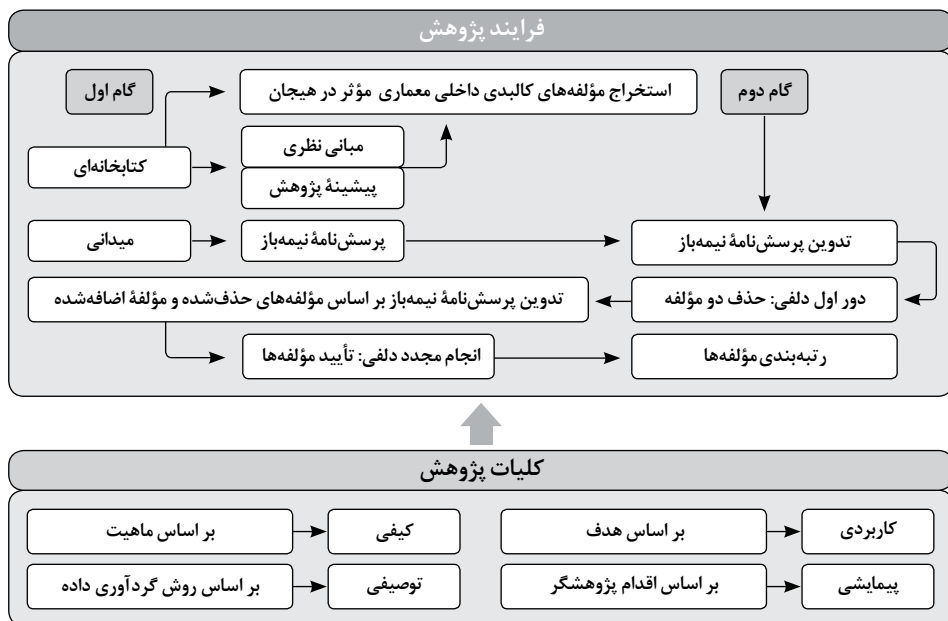 فرایند پژوهش
گام اول
استخراج مؤلفه‌های کالبدی داخلی معماری مؤثر در هیجان
گام دوم
کتابخانه‌ای
مبانی نظری
پیشینهٔ پژوهش
میدانی
پرسش‌نامهٔ نیمه‌باز
تدوین پرسش‌نامهٔ نیمه‌باز
دور اول دلفی: حذف دو مؤلفه
تدوین پرسش‌نامهٔ نیمه‌باز بر اساس مؤلفه‌های حذف‌شده و مؤلفهٔ اضافه‌شده
انجام مجدد دلفی: تأیید مؤلفه‌ها
رتبه‌بندی مؤلفه‌ها
کلیات پژوهش
بر اساس ماهیت
کیفی
بر اساس هدف
کاربردی
بر اساس روش گردآوری داده
توصیفی
بر اساس اقدام پژوهشگر
پیمایشی